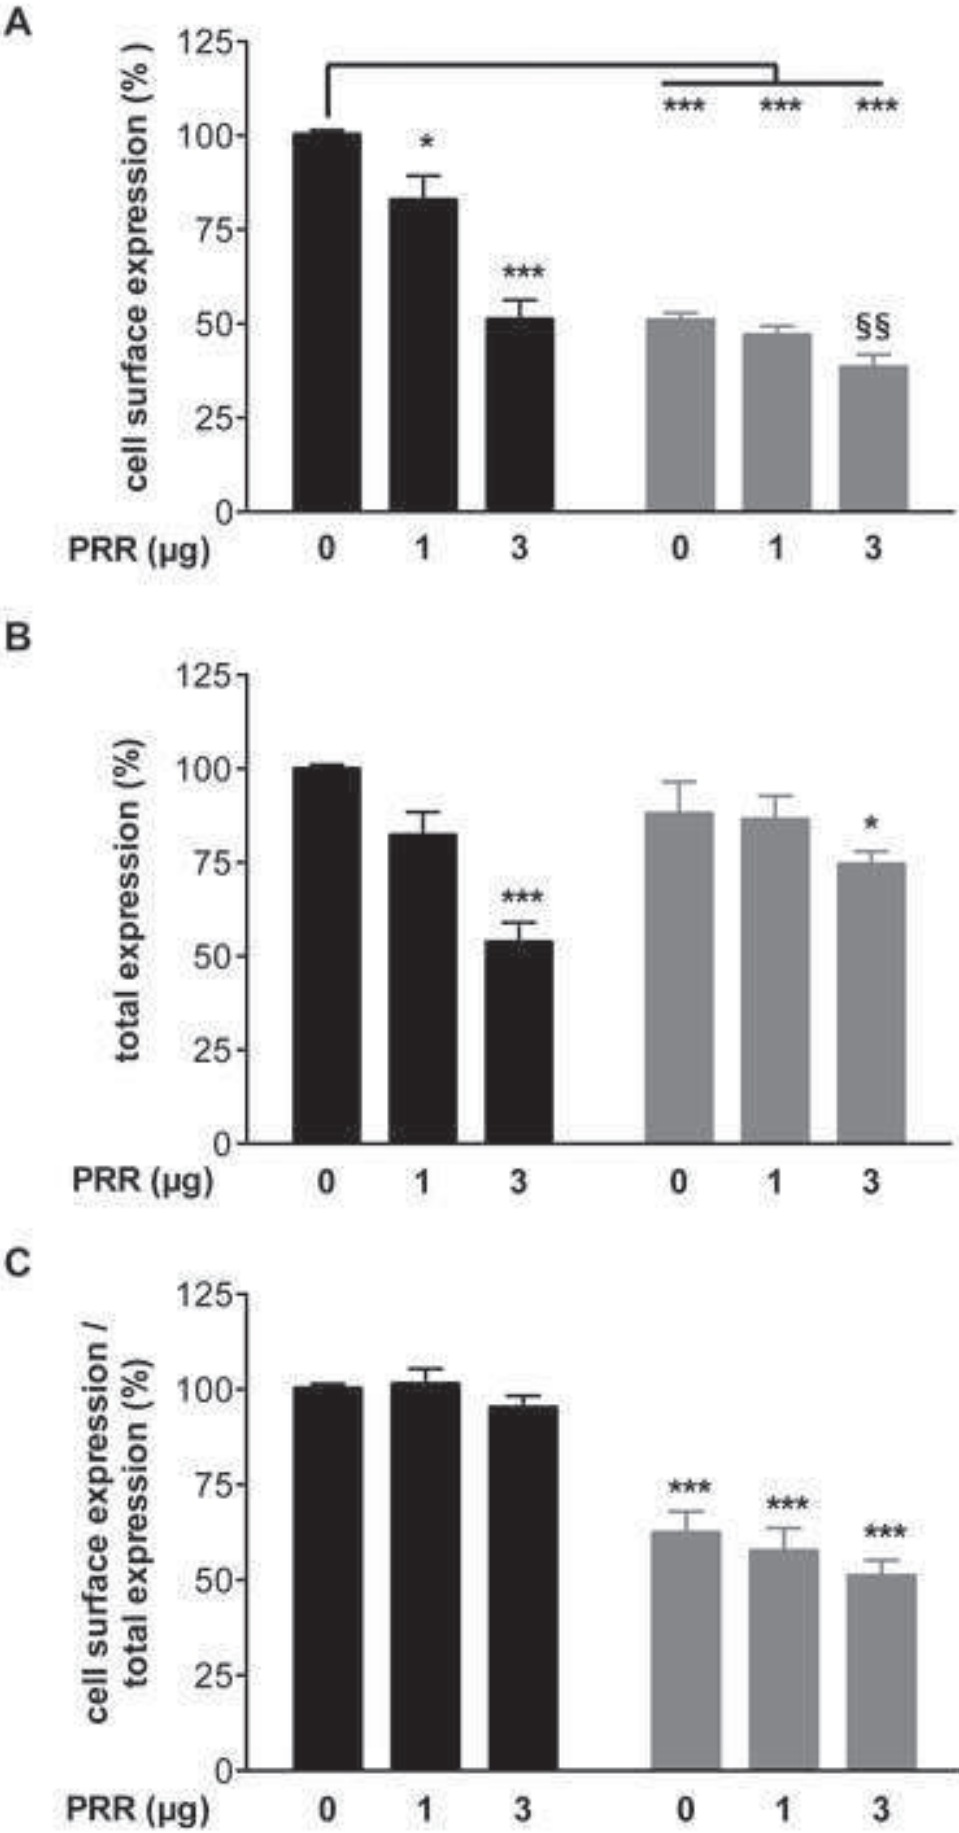 A
cell surface expression (% )
125
*** *** ***
100
*
75
***
50
§§
25
0
PRR (µg) 0 1 3 0 1 3
B
total expression (%)
125
100
*
75
***
50
25
0
PRR (µg) 0 1 3 0 1 3
C
cell surface expression /
total expression (%)
125
100
75
*** *** ***
50
25
0
PRR (µg) 0 1 3 0 1 3